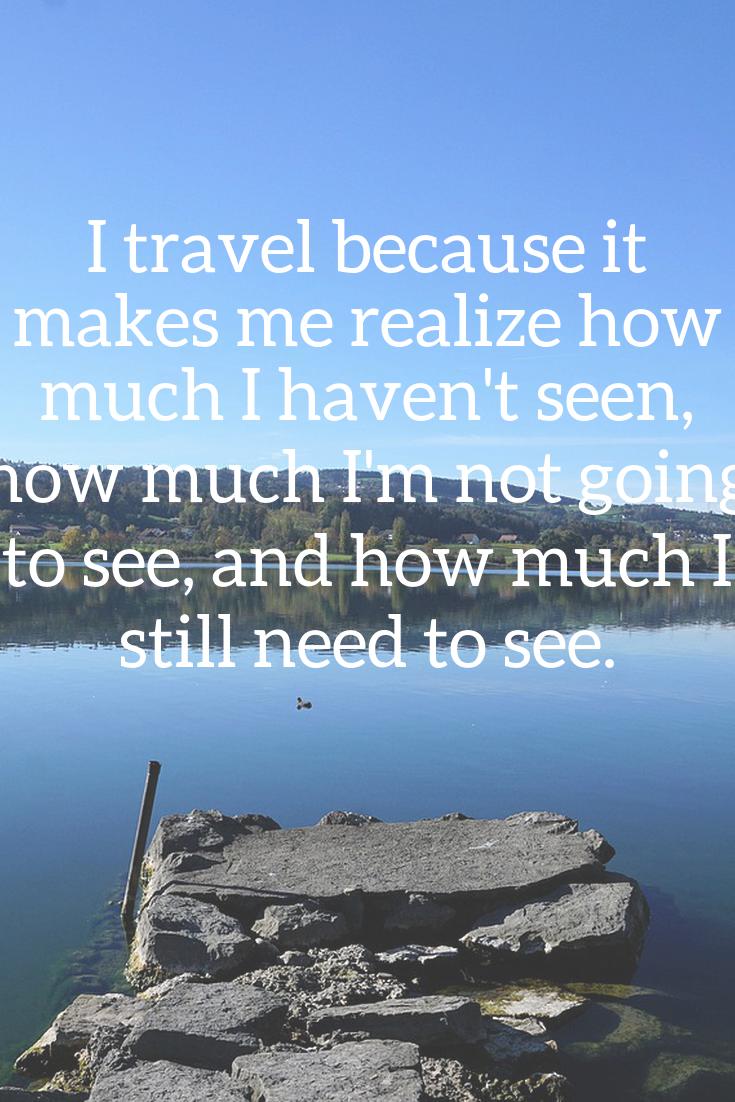 I travel because it
makes me realize how
much I haven't seen,
how much I'm not going
to see, and how much I
still need to see.